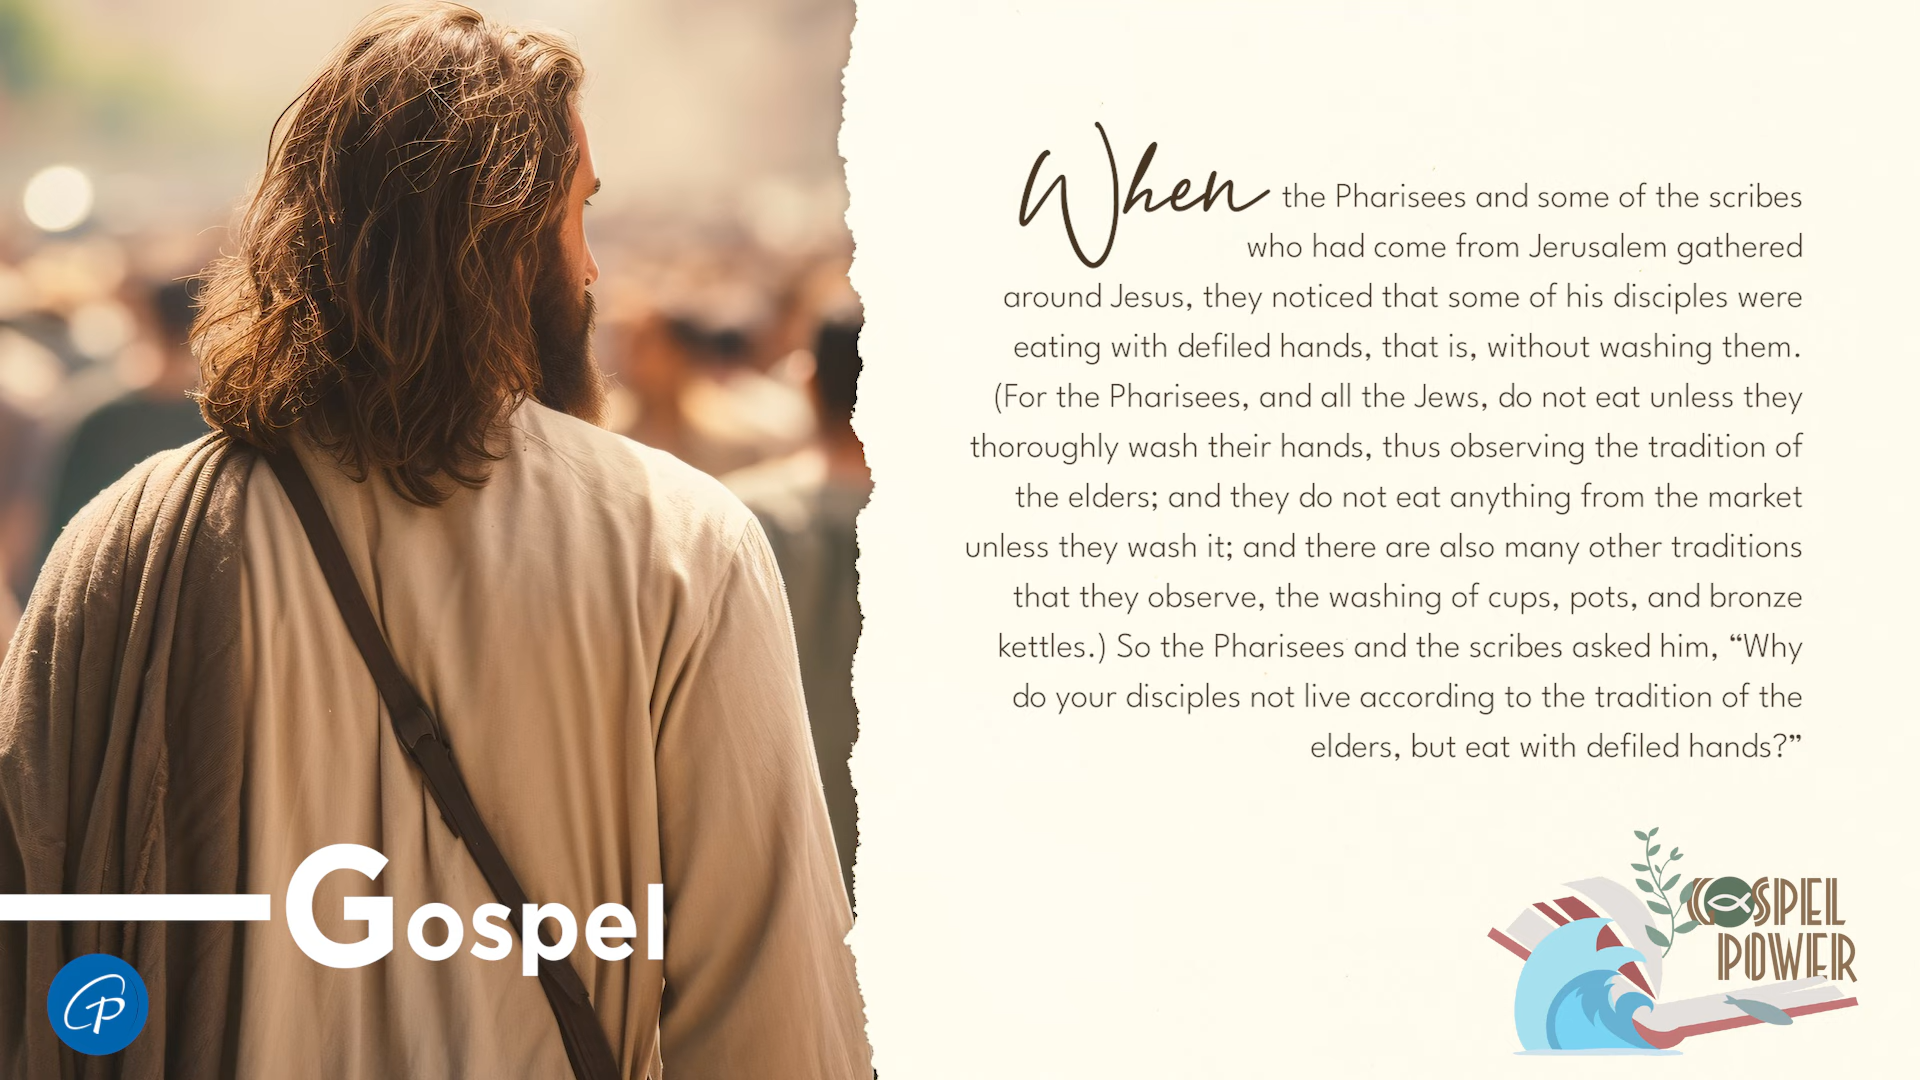 When the Pharisees and some of the scribes
who had come from Jerusalem gathered
around Jesus, they noticed that some of his disciples were
eating with defiled hands, that is, without washing them.
(For the Pharisees, and all the Jews, do not eat unless they
thoroughly wash their hands, thus observing the tradition of
the elders; and they do not eat anything from the market
unless they wash it; and there are also many other traditions
that they observe, the washing of cups, pots, and bronze
kettles.) So the Pharisees and the scribes asked him, “Why
do your disciples not live according to the tradition of the
elders, but eat with defiled hands?”
Gospel
CP
GOSPEL
POWER